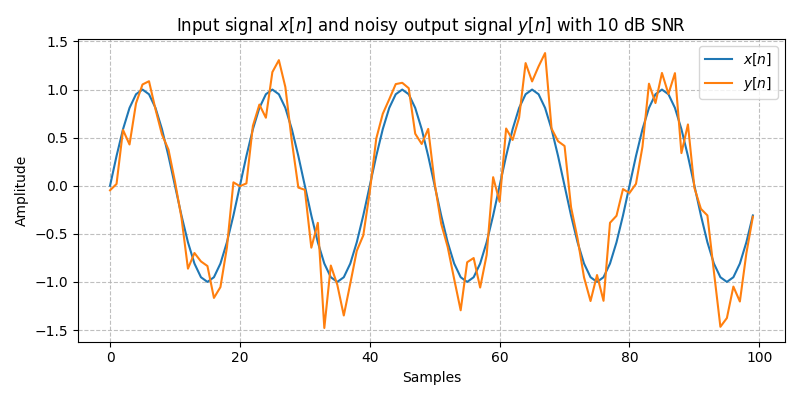 Input signal x[n] and noisy output signal y[n] with 10 dB SNR
x[n]
y[n]
1.5
1.0
0.5
0.0
−0.5
−1.0
−1.5
Amplitude
0 20 40 60 80 100
Samples